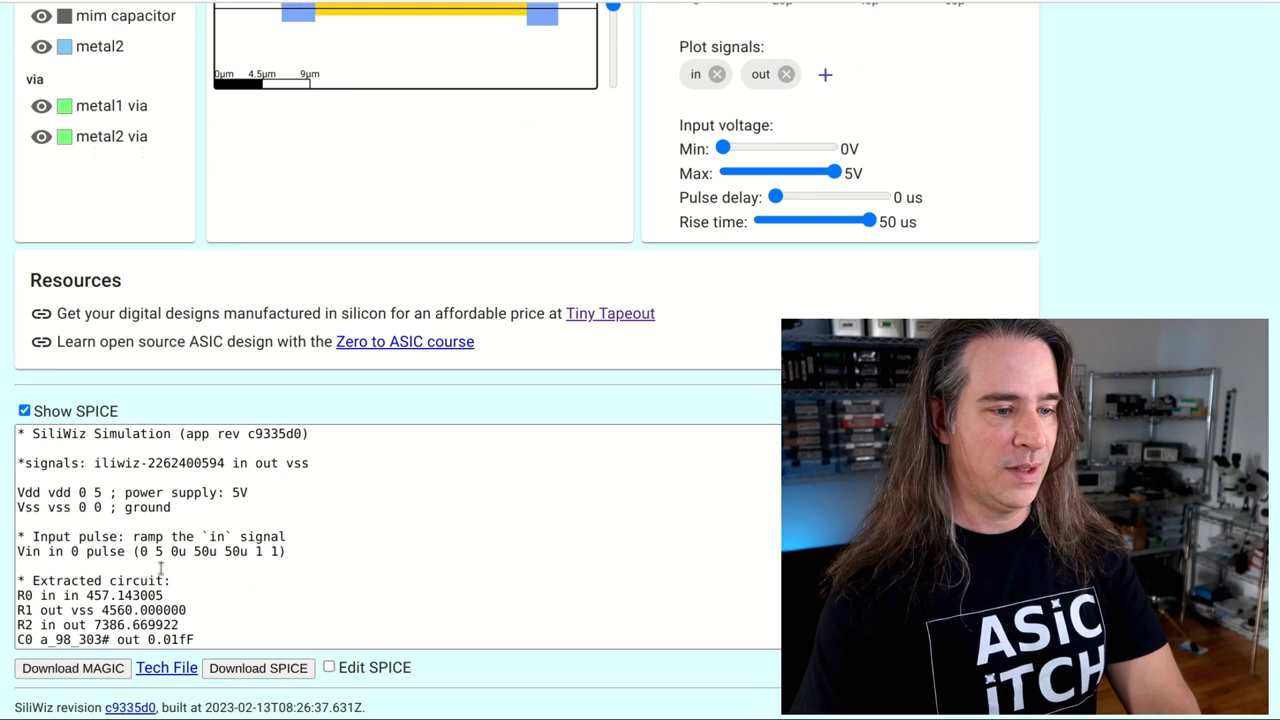 mim capacitor
metal2
via
metal1 via
metal2 via
0µm 4.5µm 9µm
Plot signals:
in
out
+
Input voltage:
Min: 0V
Max: 5V
Pulse delay: 0 us
Rise time: 50 us
Resources
Get your digital designs manufactured in silicon for an affordable price at Tiny Tapeout
Learn open source ASIC design with the Zero to ASIC course
Show SPICE
* SiliWiz Simulation (app rev c9335d0)
*signals: iliwiz-2262400594 in out vss
Vdd vdd 0 5 ; power supply: 5V
Vss vss 0 0 ; ground
* Input pulse: ramp the `in` signal
Vin in 0 pulse (0 5 0u 50u 50u 1 1)
* Extracted circuit:
R0 in in 457.143005
R1 out vss 4560.000000
R2 in out 7386.669922
C0 a_98_303# out 0.01fF
Download MAGIC Tech File Download SPICE Edit SPICE
SiliWiz revision c9335d0, built at 2023-02-13T08:26:37.631Z.
ASiC
iTCH